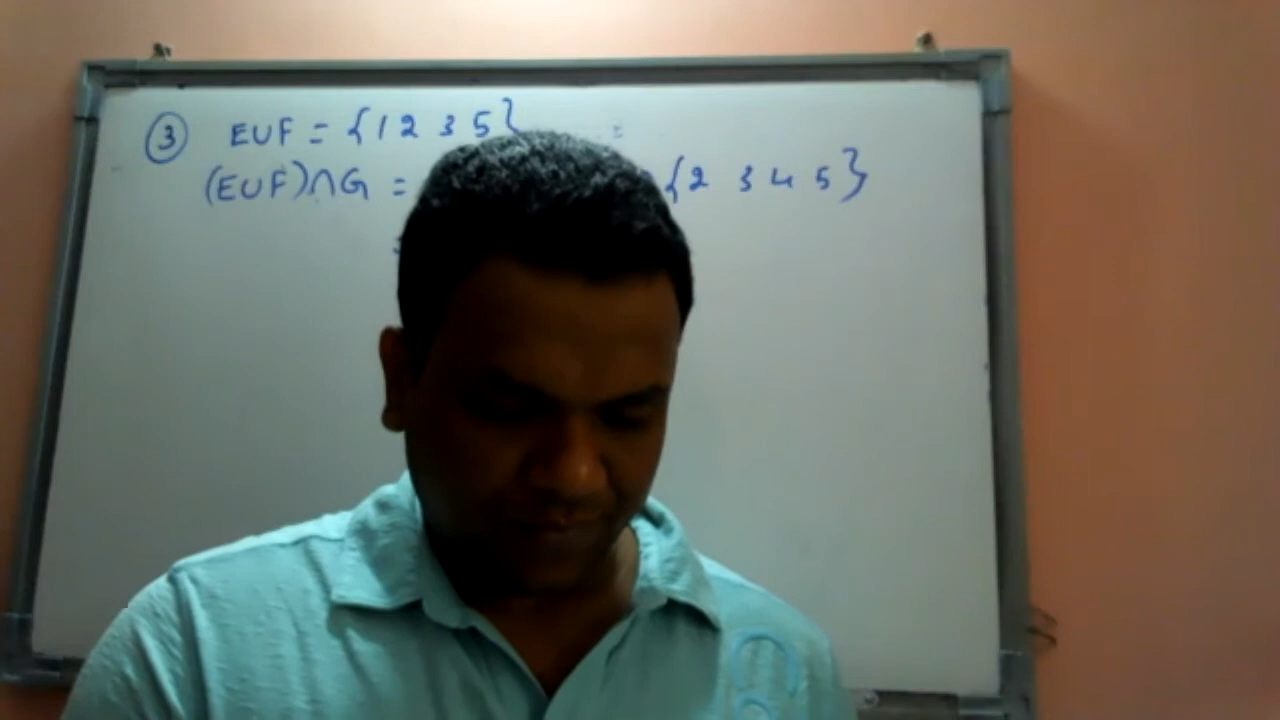 ③ EUF = {1 2 3 5}
(EUF)∩G = {2 3 4 5}
=